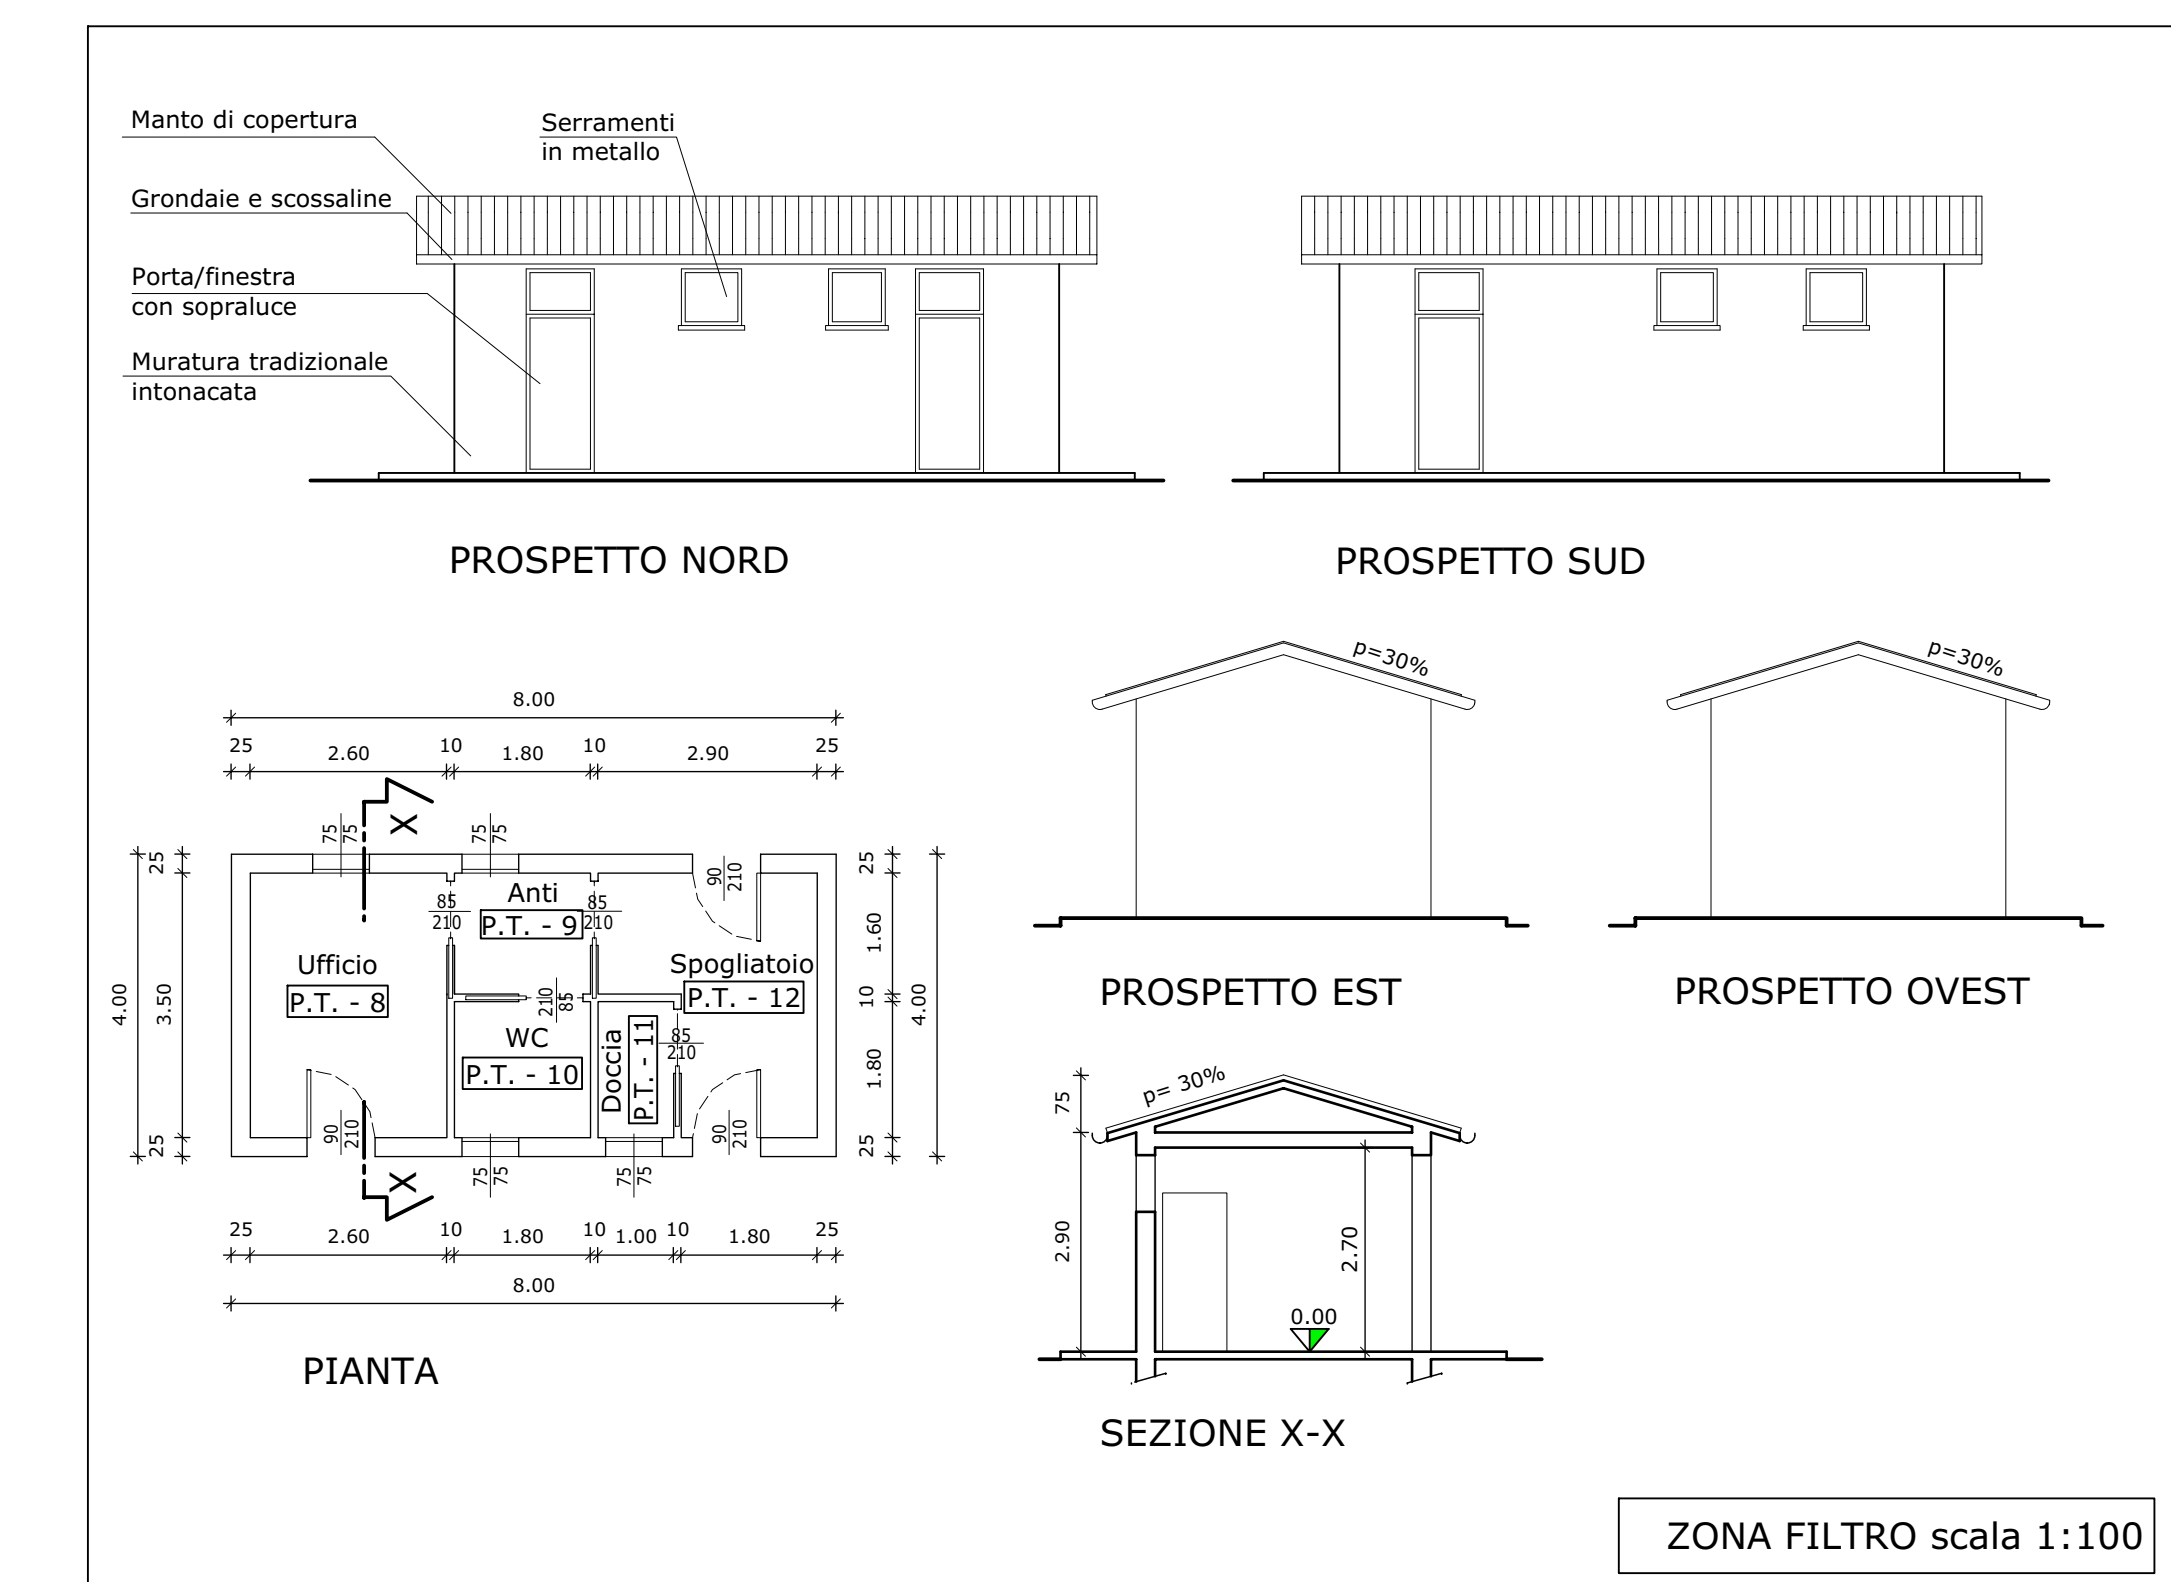 Manto di copertura
Serramenti
in metallo
Grondaie e scossaline
Porta/finestra
con sopraluce
Muratura tradizionale
intonacata
PROSPETTO NORD
PROSPETTO SUD
p=30%
p=30%
PROSPETTO EST
PROSPETTO OVEST
8.00
25 2.60 10 1.80 10 2.90 25
X
75
75
75
75
90
210
85
210
85
210
Anti
P.T. - 9
Ufficio
P.T. - 8
Spogliatoio
P.T. - 12
210
85
WC
P.T. - 10
Doccia
P.T. - 11
85
210
90
210
90
210
75
75
75
75
X
4.00
25
3.50
25
25
1.60
10
1.80
25
4.00
25 2.60 10 1.80 10 1.00 10 1.80 25
8.00
PIANTA
p= 30%
75
2.90
2.70
0.00
SEZIONE X-X
ZONA FILTRO scala 1:100